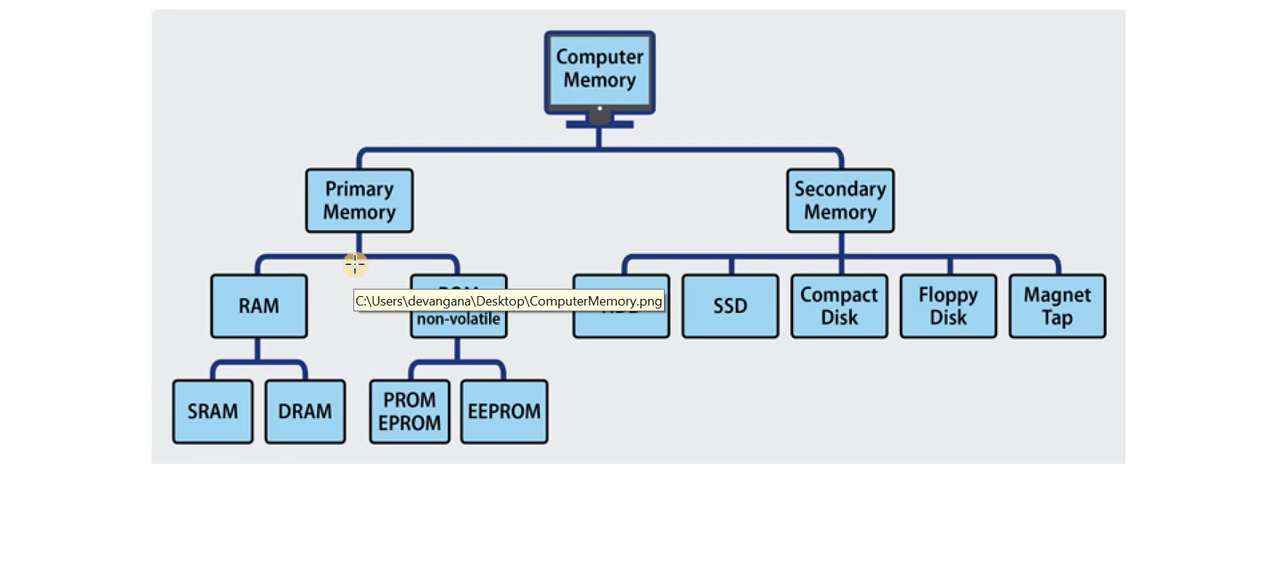 Computer
Memory
Primary
Memory
Secondary
Memory
RAM
non-volatile
C:\Users\devangana\Desktop\ComputerMemory.png
SSD
Compact
Disk
Floppy
Disk
Magnet
Tap
SRAM
DRAM
PROM
EPROM
EEPROM